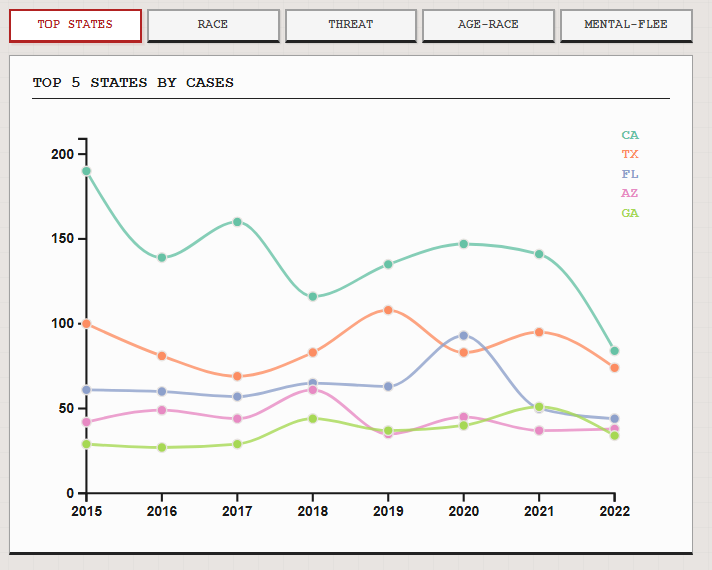 TOP STATES
RACE
THREAT
AGE-RACE
MENTAL-FLEE
TOP 5 STATES BY CASES
CA
TX
FL
AZ
GA
200
150
100
50
0
2015 2016 2017 2018 2019 2020 2021 2022